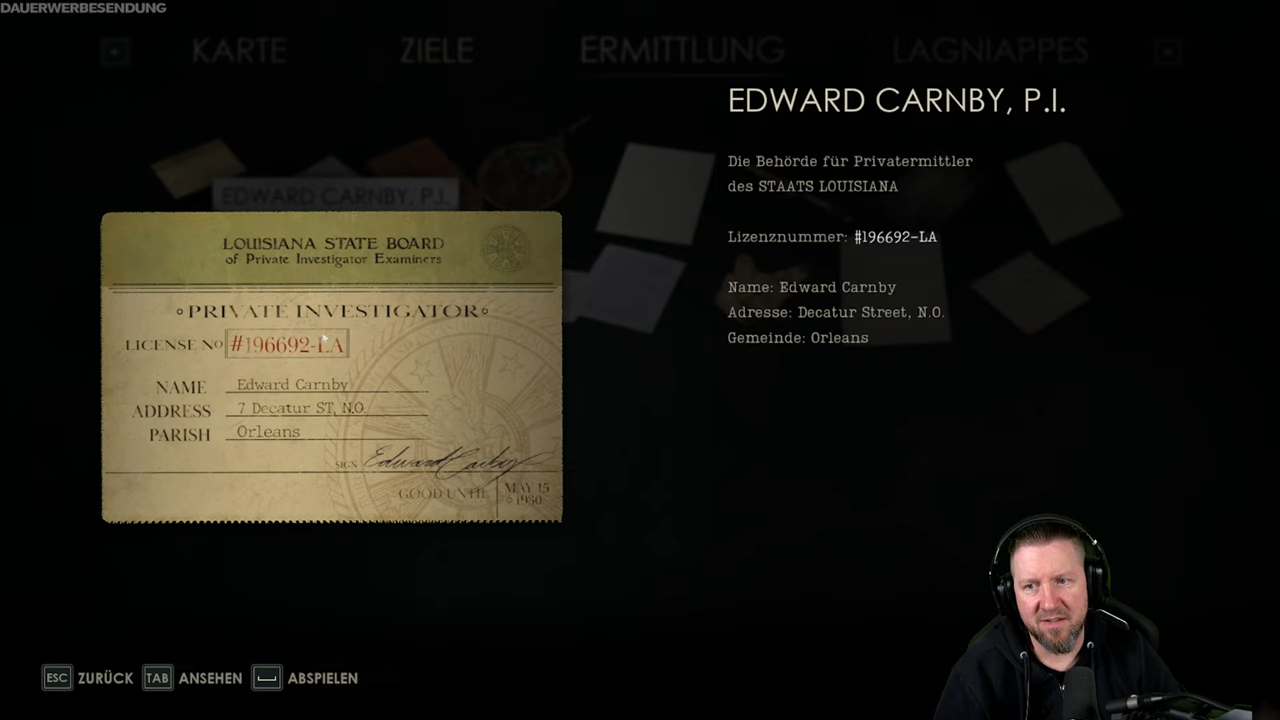 DAUERWERBESENDUNG
KARTE
ZIELE
ERMITTLUNG
LAGNIAPPES
EDWARD CARNBY, P.I.
EDWARD CARNBY, P.I.
LOUISIANA STATE BOARD
of Private Investigator Examiners
PRIVATE INVESTIGATOR
LICENSE No #196692-LA
NAME Edward Carnby
ADDRESS 7 Decatur ST, N.O.
PARISH Orleans
SIGN Edward Carnby
GOOD UNTIL MAY 15
1930
Die Behörde für Privatermittler
des STAATS LOUISIANA
Lizenznummer: #196692-LA
Name: Edward Carnby
Adresse: Decatur Street, N.O.
Gemeinde: Orleans
ESC ZURÜCK TAB ANSEHEN ABSPIELEN